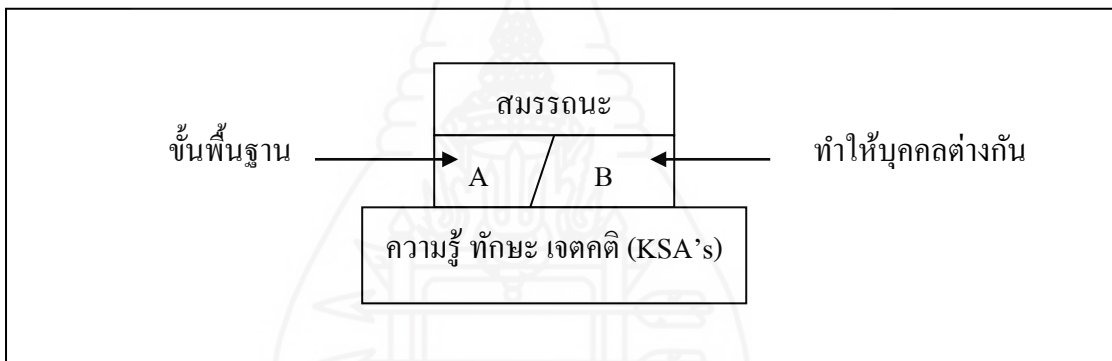 สมรรถนะ
ขั้นพื้นฐาน A B ทำให้บุคคลต่างกัน
ความรู้ ทักษะ เจตคติ (KSA’s)